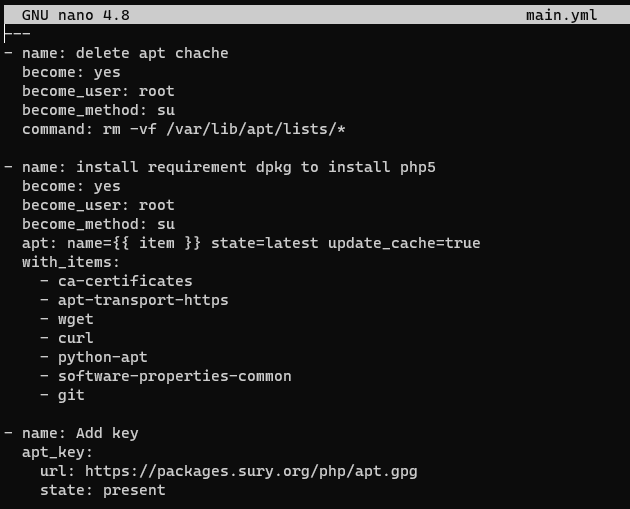 GNU nano 4.8 main.yml
---
- name: delete apt chache
  become: yes
  become_user: root
  become_method: su
  command: rm -vf /var/lib/apt/lists/*

- name: install requirement dpkg to install php5
  become: yes
  become_user: root
  become_method: su
  apt: name={{ item }} state=latest update_cache=true
  with_items:
    - ca-certificates
    - apt-transport-https
    - wget
    - curl
    - python-apt
    - software-properties-common
    - git

- name: Add key
  apt_key:
    url: https://packages.sury.org/php/apt.gpg
    state: present